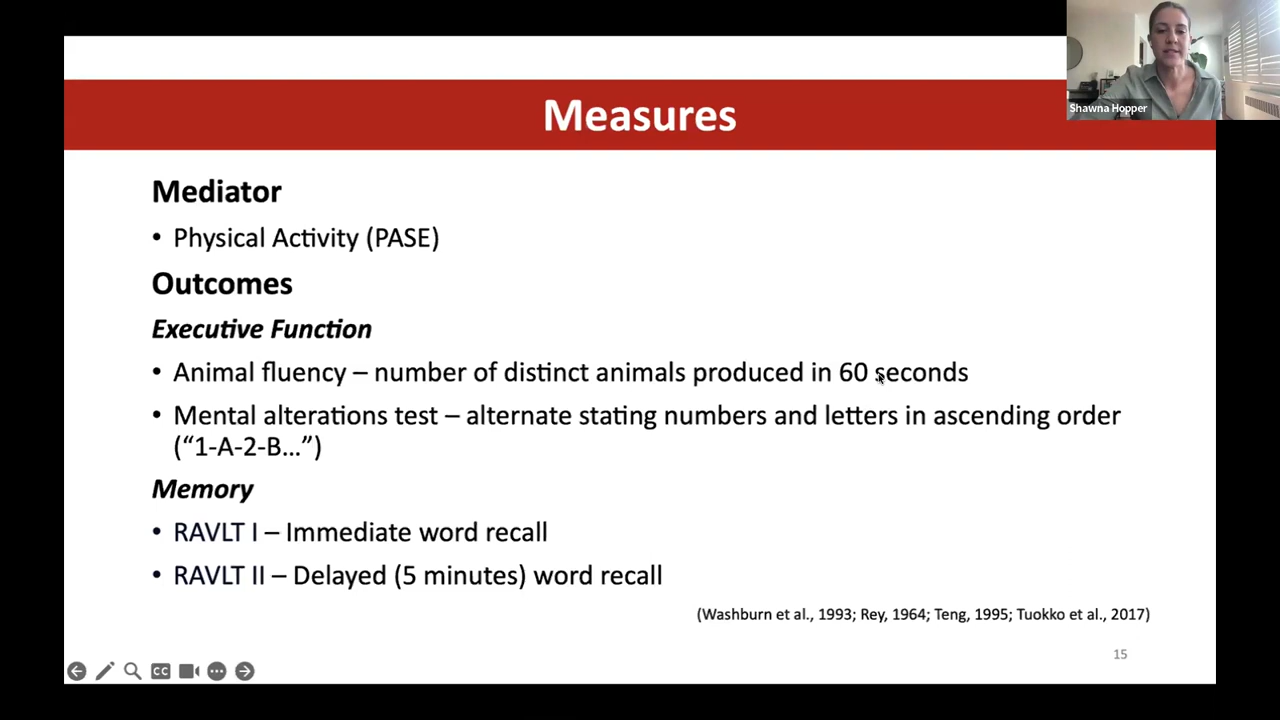 Measures
Shawna Hopper
Mediator
• Physical Activity (PASE)
Outcomes
Executive Function
• Animal fluency – number of distinct animals produced in 60 seconds
• Mental alterations test – alternate stating numbers and letters in ascending order
(“1-A-2-B…”)
Memory
• RAVLT I – Immediate word recall
• RAVLT II – Delayed (5 minutes) word recall
(Washburn et al., 1993; Rey, 1964; Teng, 1995; Tuokko et al., 2017)
15
CC